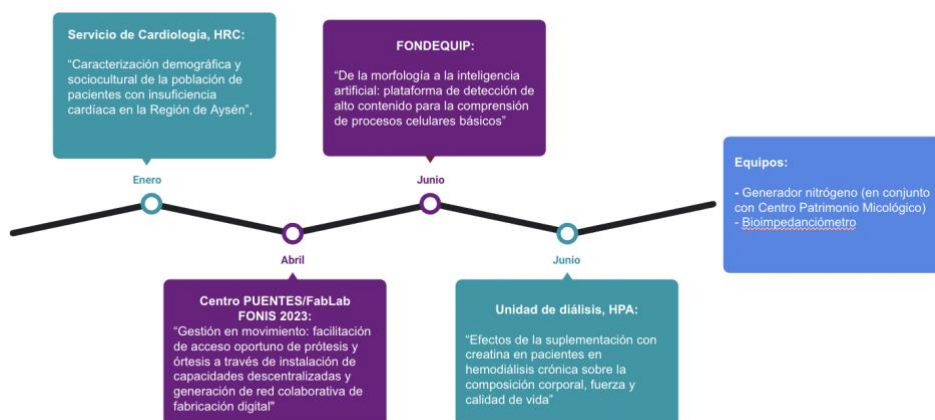 Servicio de Cardiología, HRC:
“Caracterización demográfica y
sociocultural de la población de
pacientes con insuficiencia
cardíaca en la Región de Aysén”,
Enero
Centro PUENTES/FabLab
FONIS 2023:
“Gestión en movimiento: facilitación
de acceso oportuno de prótesis y
órtesis a través de instalación de
capacidades descentralizadas y
generación de red colaborativa de
fabricación digital"
Abril
FONDEQUIP:
“De la morfología a la inteligencia
artificial: plataforma de detección de
alto contenido para la comprensión
de procesos celulares básicos”
Junio
Unidad de diálisis, HPA:
“Efectos de la suplementación con
creatina en pacientes en
hemodiálisis crónica sobre la
composición corporal, fuerza y
calidad de vida”
Junio
Equipos:
- Generador nitrógeno (en conjunto
con Centro Patrimonio Micológico)
- Bioimpedanciómetro